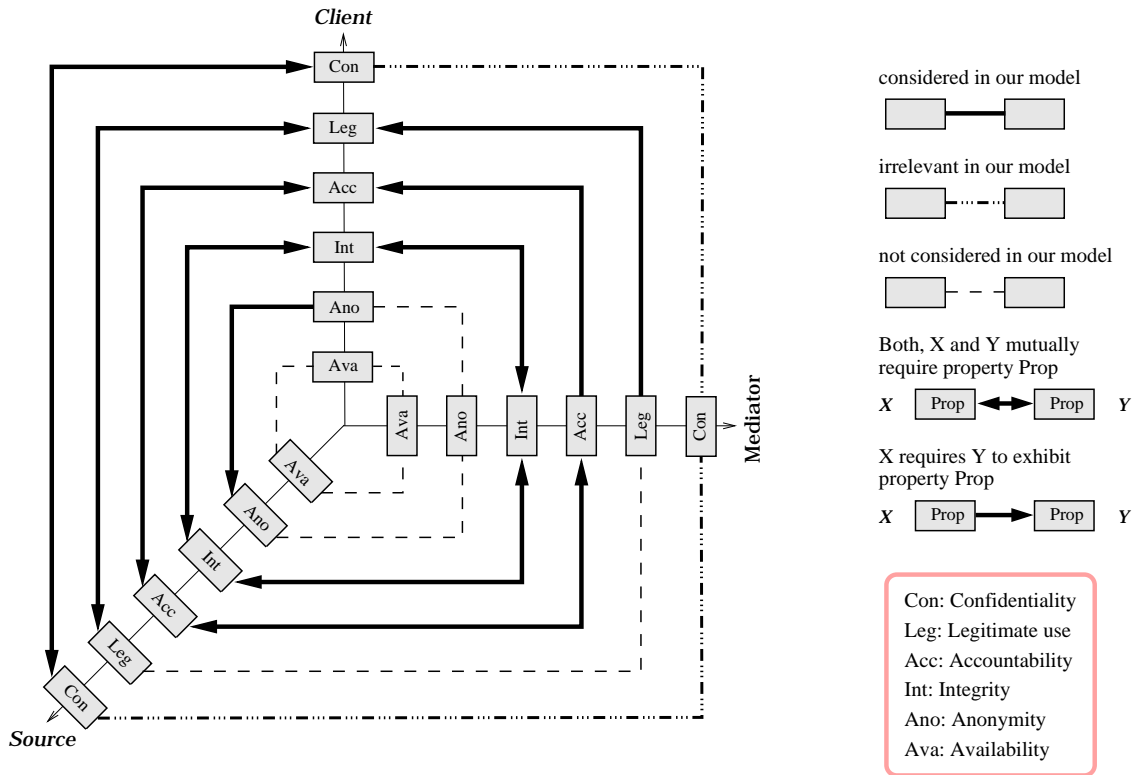 Client
Con
Leg
Acc
Int
Ano
Ava
Ava
Ano
Int
Acc
Leg
Con
Mediator
Ava
Ano
Int
Acc
Leg
Con
Source
considered in our model
irrelevant in our model
not considered in our model
Both, X and Y mutually
require property Prop
X Prop Prop Y
X requires Y to exhibit
property Prop
X Prop Prop Y
Con: Confidentiality
Leg: Legitimate use
Acc: Accountability
Int: Integrity
Ano: Anonymity
Ava: Availability